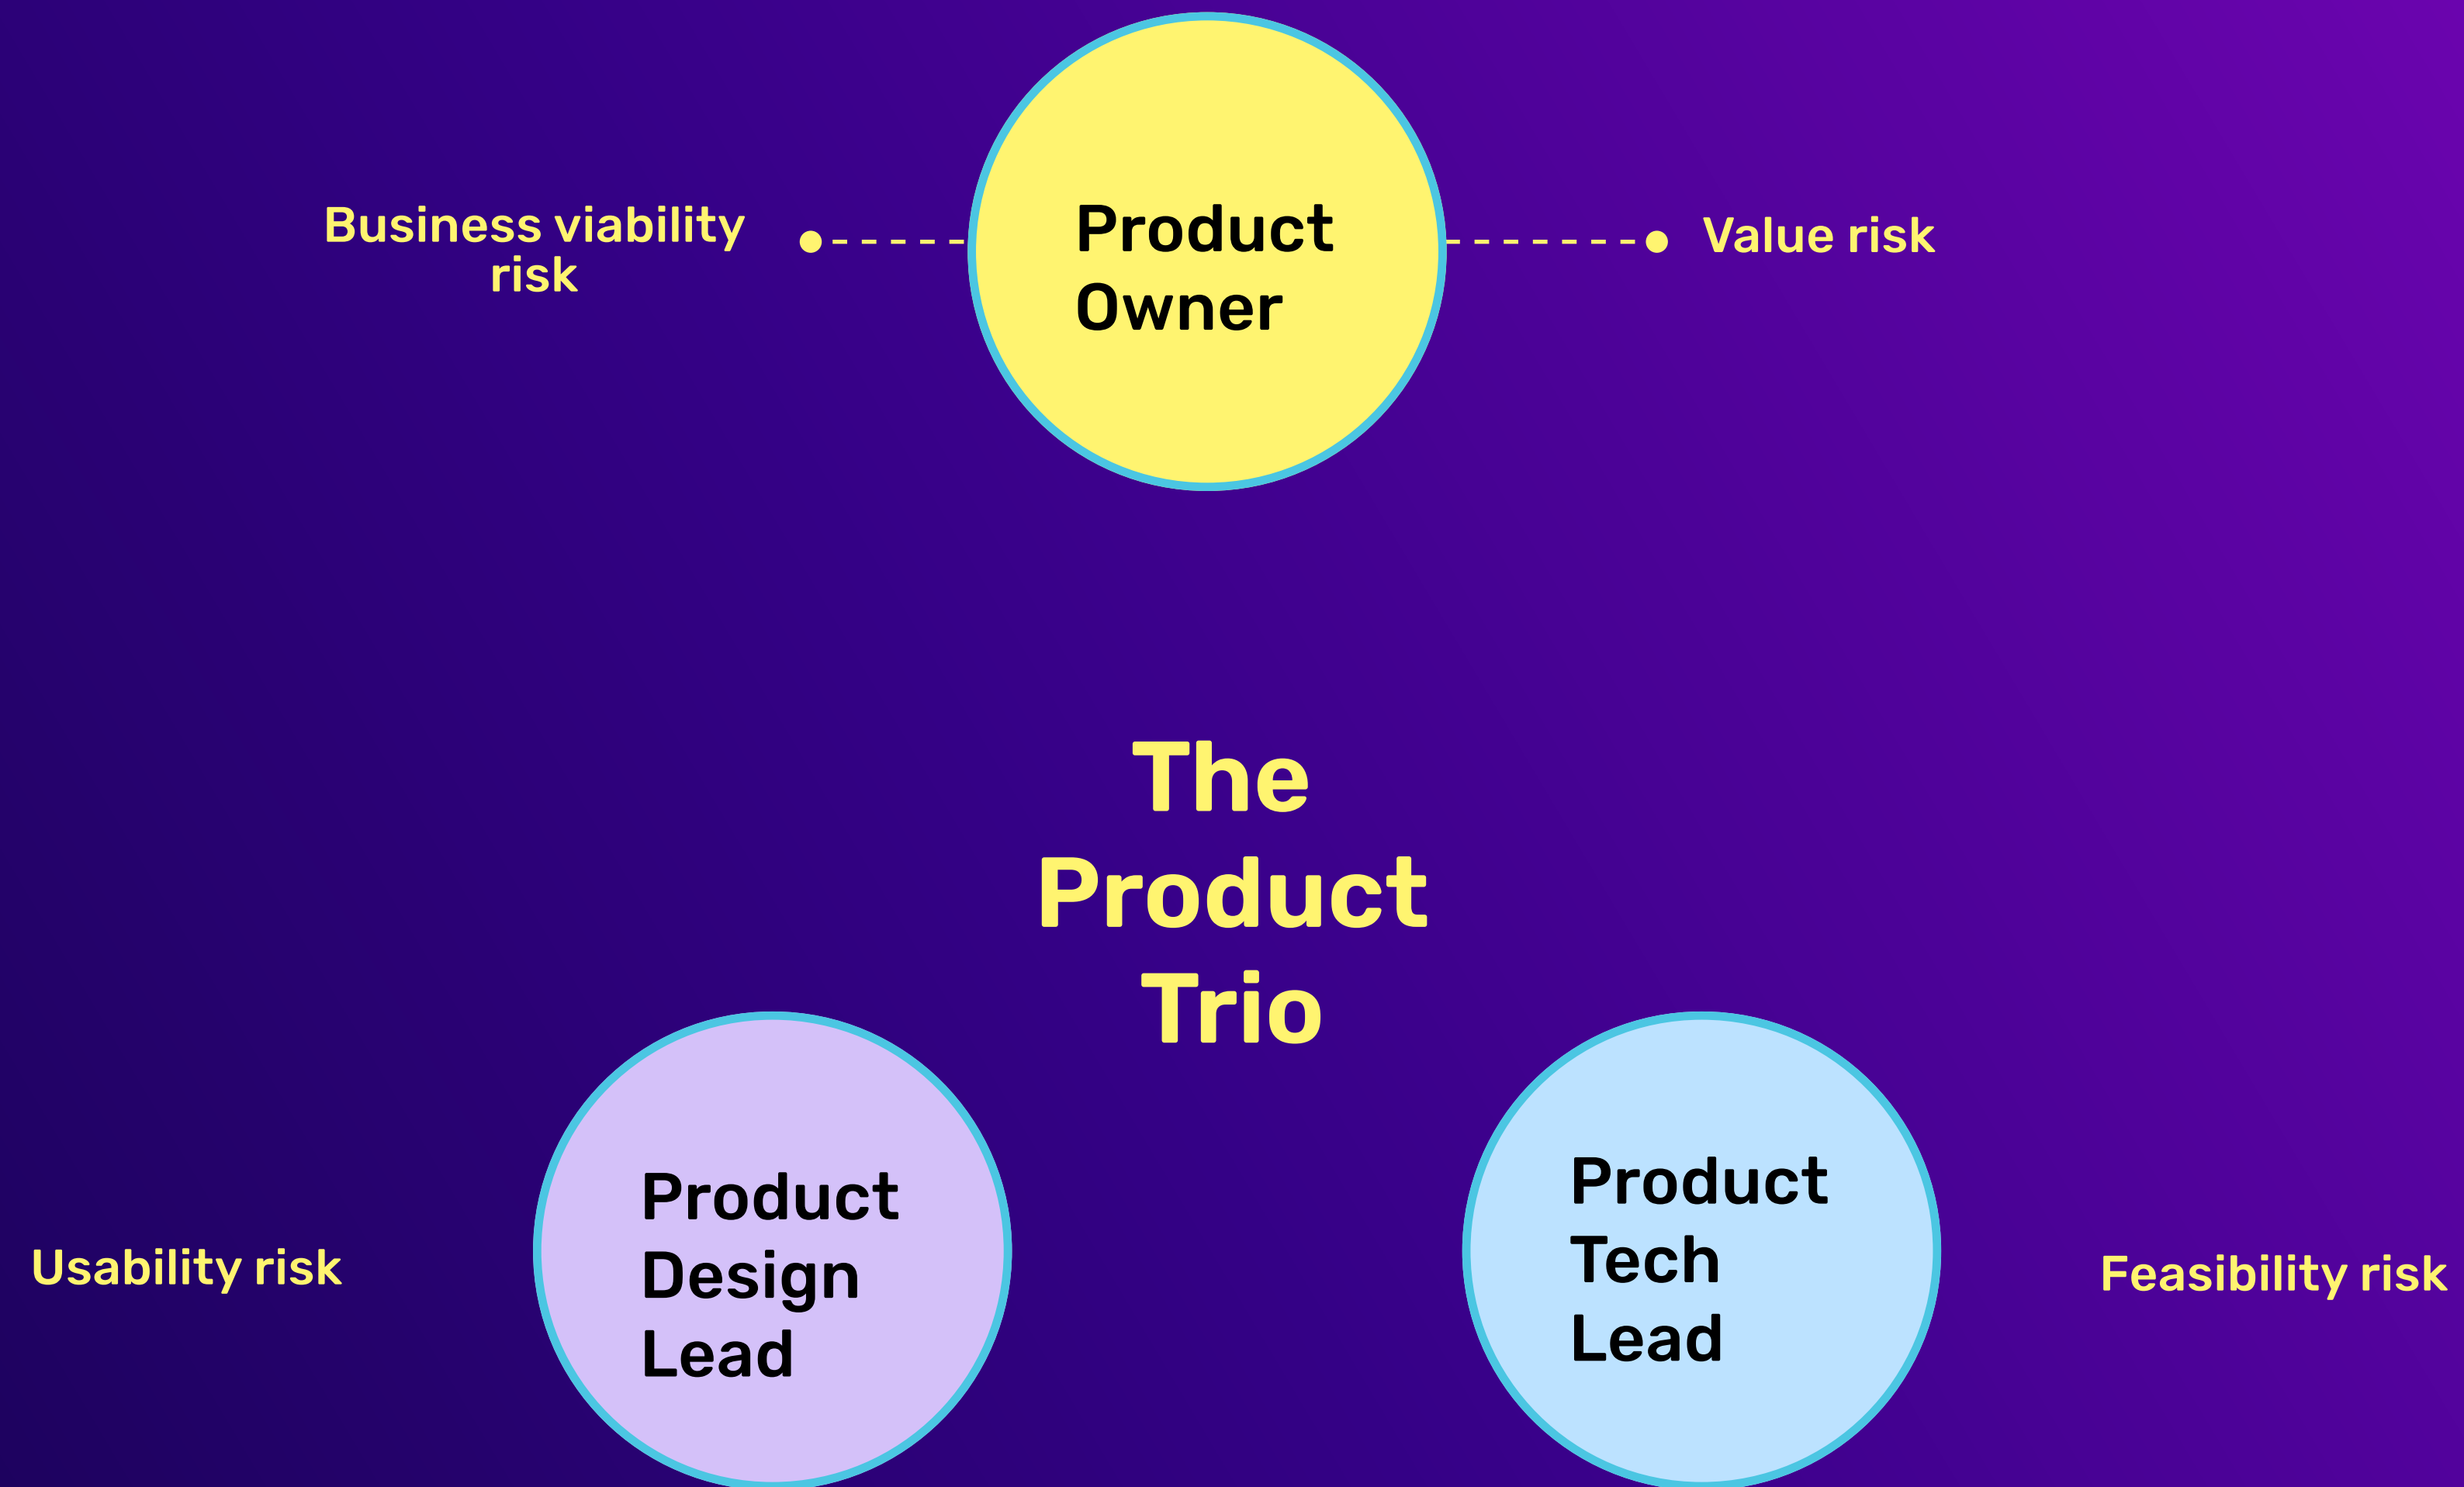 Business viability
risk
Product
Owner
Value risk
The
Product
Trio
Usability risk
Product
Design
Lead
Product
Tech
Lead
Feasibility risk